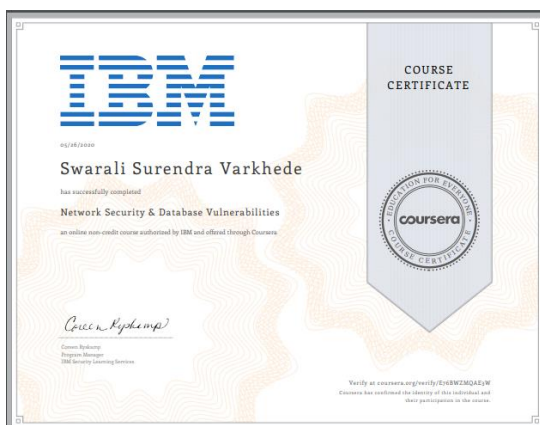 IBM
COURSE
CERTIFICATE
05/26/2020
Swarali Surendra Varkhede
has successfully completed
Network Security & Database Vulnerabilities
an online non-credit course authorized by IBM and offered through Coursera
EDUCATION FOR EVERYONE
coursera
COURSE CERTIFICATE
Coreen Ryskamp
Program Manager
IBM Security Learning Services
Verify at coursera.org/verify/E76BWZMQAE3W
Coursera has confirmed the identity of this individual and
their participation in the course.